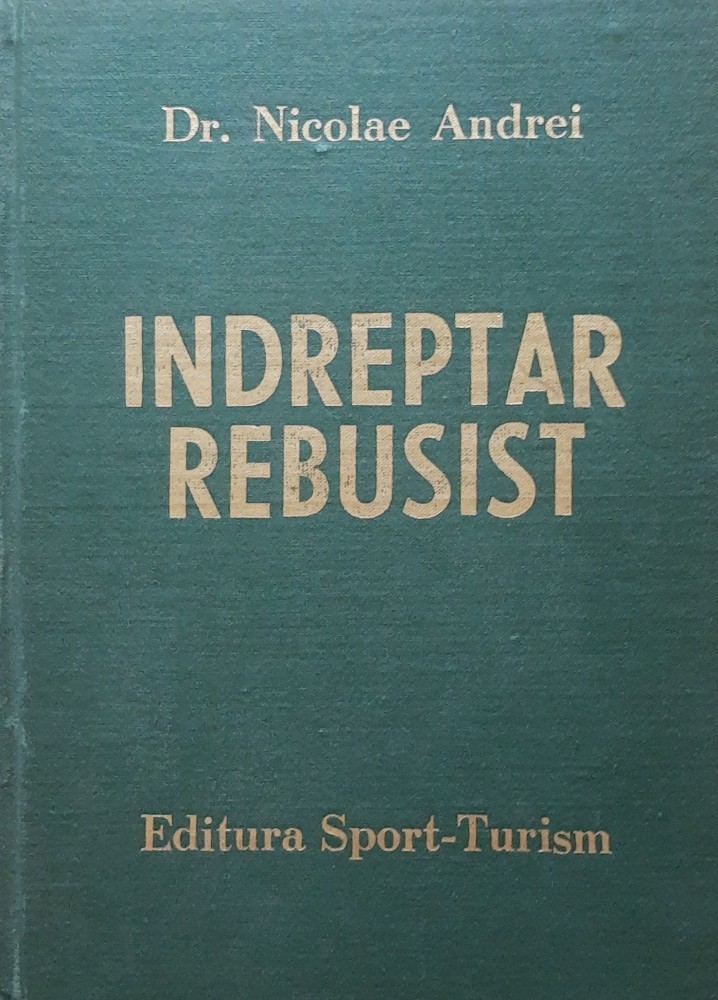 Dr. Nicolae Andrei
INDREPTAR
REBUSIST
Editura Sport-Turism